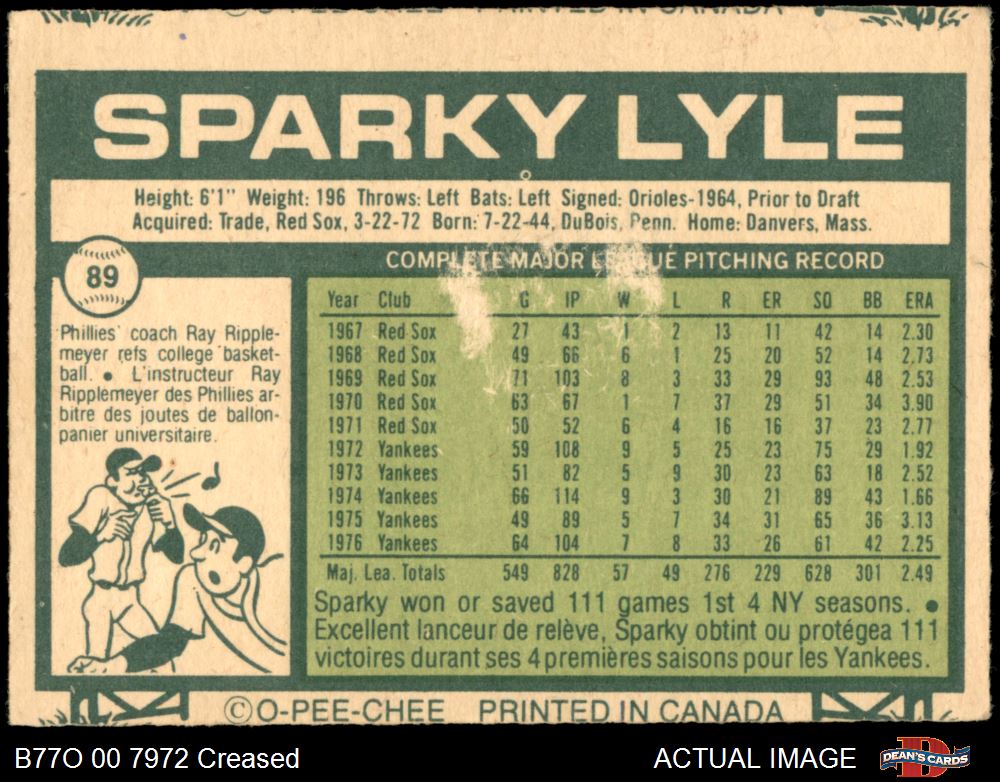 ©O-PEE-CHEE PRINTED IN CANADA
SPARKY LYLE
Height: 6'1" Weight: 196 Throws: Left Bats: Left Signed: Orioles-1964, Prior to Draft
Acquired: Trade, Red Sox, 3-22-72 Born: 7-22-44, DuBois, Penn. Home: Danvers, Mass.
89
Phillies' coach Ray Ripple-
meyer refs college basket-
ball. • L'instructeur Ray
Ripplemeyer des Phillies ar-
bitre des joutes de ballon-
panier universitaire.
COMPLETE MAJOR LEAGUE PITCHING RECORD
Year Club G IP W L R ER SO BB ERA
1967 Red Sox 27 43 1 2 13 11 42 14 2.30
1968 Red Sox 49 66 6 1 25 20 52 14 2.73
1969 Red Sox 71 103 8 3 33 29 93 48 2.53
1970 Red Sox 63 67 1 7 37 29 51 34 3.90
1971 Red Sox 50 52 6 4 16 16 37 23 2.77
1972 Yankees 59 108 9 5 25 23 75 29 1.92
1973 Yankees 51 82 5 9 30 23 63 18 2.52
1974 Yankees 66 114 9 3 30 21 89 43 1.66
1975 Yankees 49 89 5 7 34 31 65 36 3.13
1976 Yankees 64 104 7 8 33 26 61 42 2.25
Maj. Lea. Totals 549 828 57 49 276 229 628 301 2.49
Sparky won or saved 111 games 1st 4 NY seasons. •
Excellent lanceur de relève, Sparky obtint ou protégea 111
victoires durant ses 4 premières saisons pour les Yankees.
©O-PEE-CHEE PRINTED IN CANADA
B77O 00 7972 Creased
ACTUAL IMAGE
D
DEAN'S CARDS